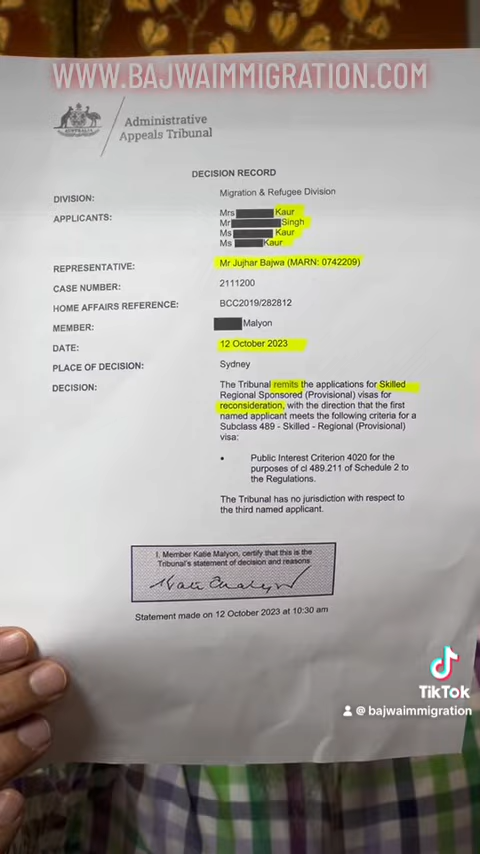 WWW.BAJWAIMMIGRATION.COM
Administrative
Appeals Tribunal
DECISION RECORD
DIVISION: Migration & Refugee Division
APPLICANTS: Mrs Kaur
Mr Singh
Ms Kaur
Ms Kaur
REPRESENTATIVE: Mr Jujhar Bajwa (MARN: 0742209)
CASE NUMBER: 2111200
HOME AFFAIRS REFERENCE: BCC2019/282812
MEMBER: Malyon
DATE: 12 October 2023
PLACE OF DECISION: Sydney
DECISION: The Tribunal remits the applications for Skilled
Regional Sponsored (Provisional) visas for
reconsideration, with the direction that the first
named applicant meets the following criteria for a
Subclass 489 - Skilled - Regional (Provisional)
visa:
• Public Interest Criterion 4020 for the
purposes of cl 489.211 of Schedule 2 to
the Regulations.
The Tribunal has no jurisdiction with respect to
the third named applicant.
I, Member Katie Malyon, certify that this is the
Tribunal's statement of decision and reasons
Katie Malyon
Statement made on 12 October 2023 at 10:30 am
TikTok
@ bajwaimmigration